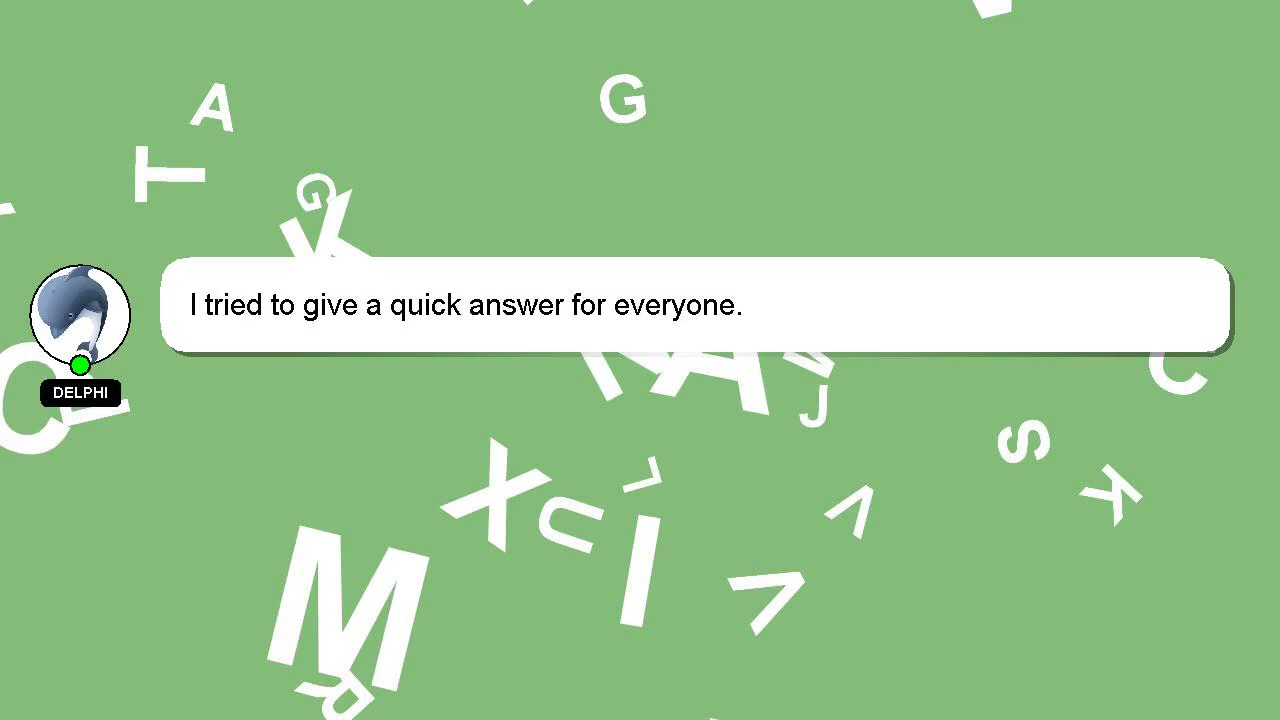 A
G
T
G
K
I tried to give a quick answer for everyone.
DELPHI
C
A
J
C
S
K
X
L
U
I
V
V
M
R